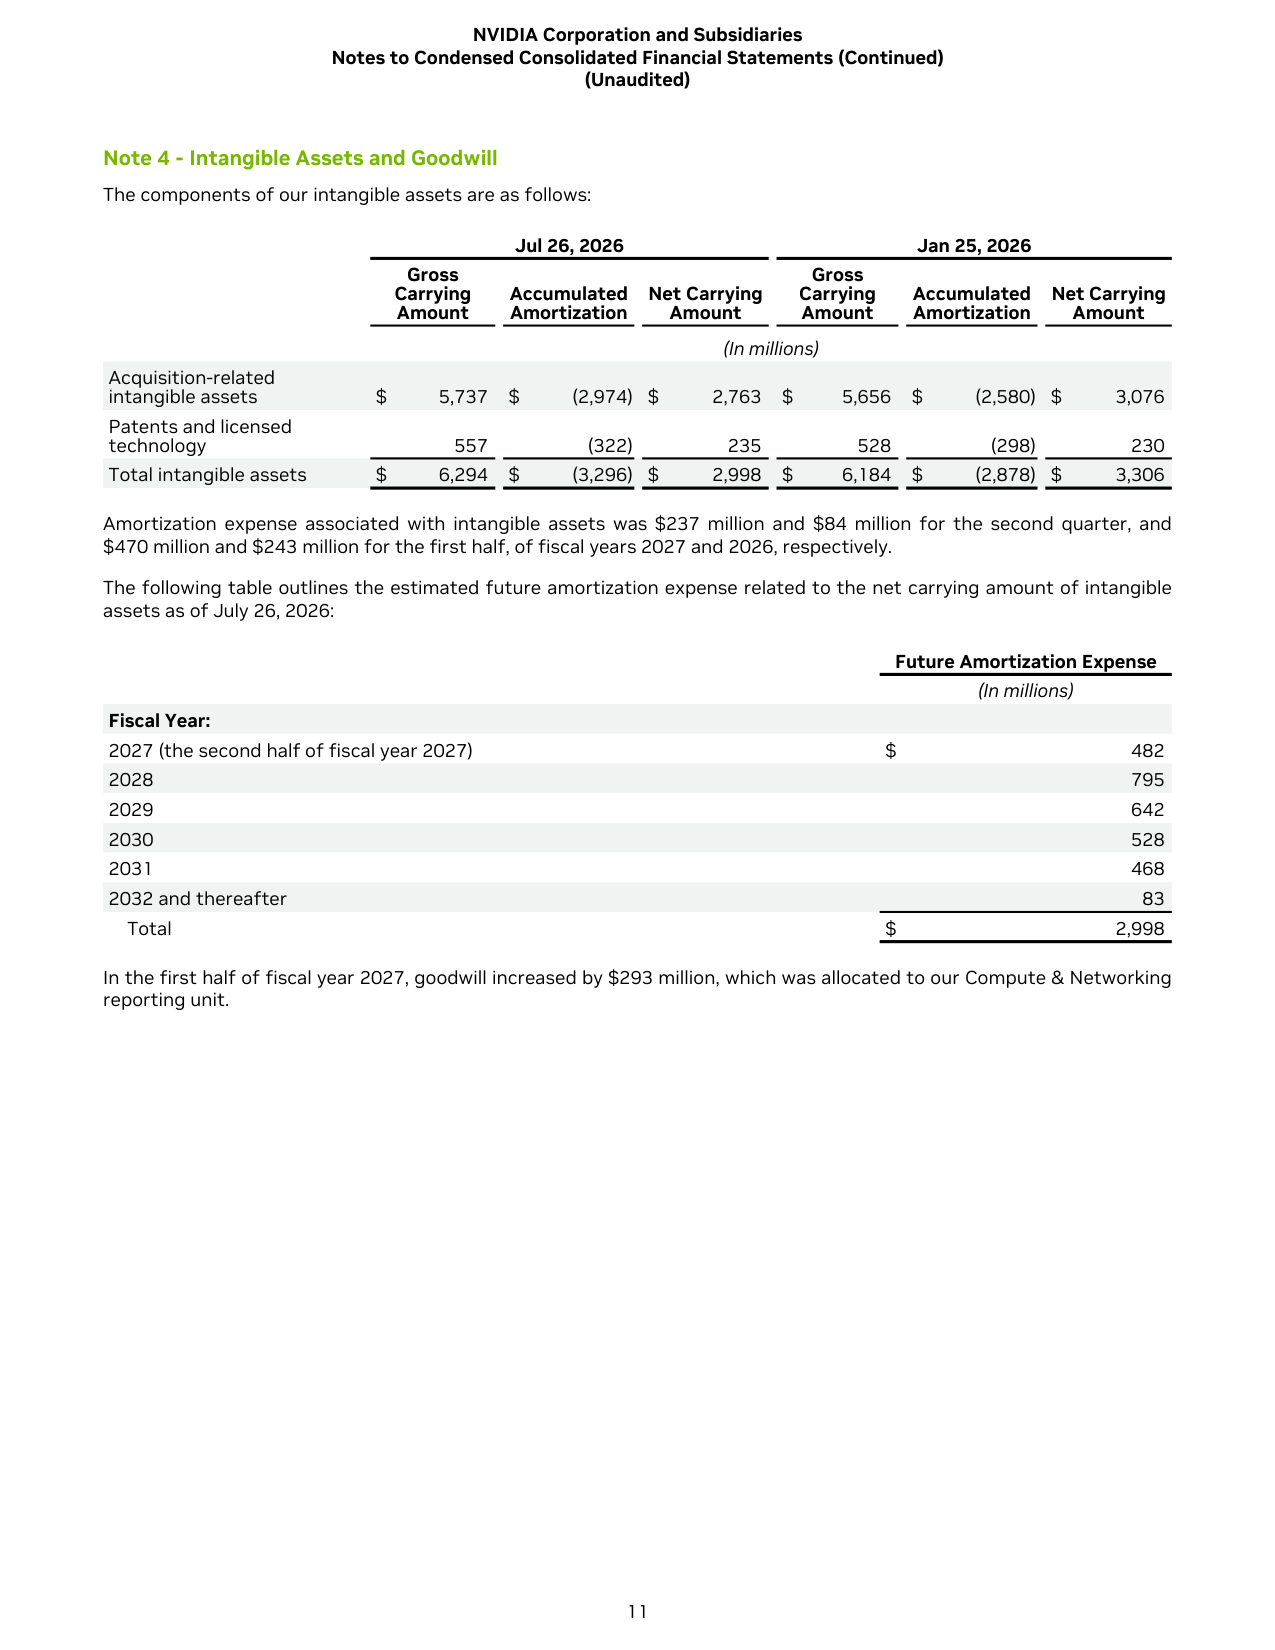 NVIDIA Corporation and Subsidiaries
Notes to Condensed Consolidated Financial Statements (Continued)
(Unaudited)
Note 4 - Intangible Assets and Goodwill
The components of our intangible assets are as follows:
Jul 26, 2026 Jan 25, 2026
Gross Carrying Amount Accumulated Amortization Net Carrying Amount Gross Carrying Amount Accumulated Amortization Net Carrying Amount
(In millions)
Acquisition-related
intangible assets $ 5,737 $ (2,974) $ 2,763 $ 5,656 $ (2,580) $ 3,076
Patents and licensed
technology 557 (322) 235 528 (298) 230
Total intangible assets $ 6,294 $ (3,296) $ 2,998 $ 6,184 $ (2,878) $ 3,306
Amortization expense associated with intangible assets was $237 million and $84 million for the second quarter, and
$470 million and $243 million for the first half, of fiscal years 2027 and 2026, respectively.
The following table outlines the estimated future amortization expense related to the net carrying amount of intangible
assets as of July 26, 2026:
Future Amortization Expense
(In millions)
Fiscal Year:
2027 (the second half of fiscal year 2027) $ 482
2028 795
2029 642
2030 528
2031 468
2032 and thereafter 83
Total $ 2,998
In the first half of fiscal year 2027, goodwill increased by $293 million, which was allocated to our Compute & Networking
reporting unit.
11